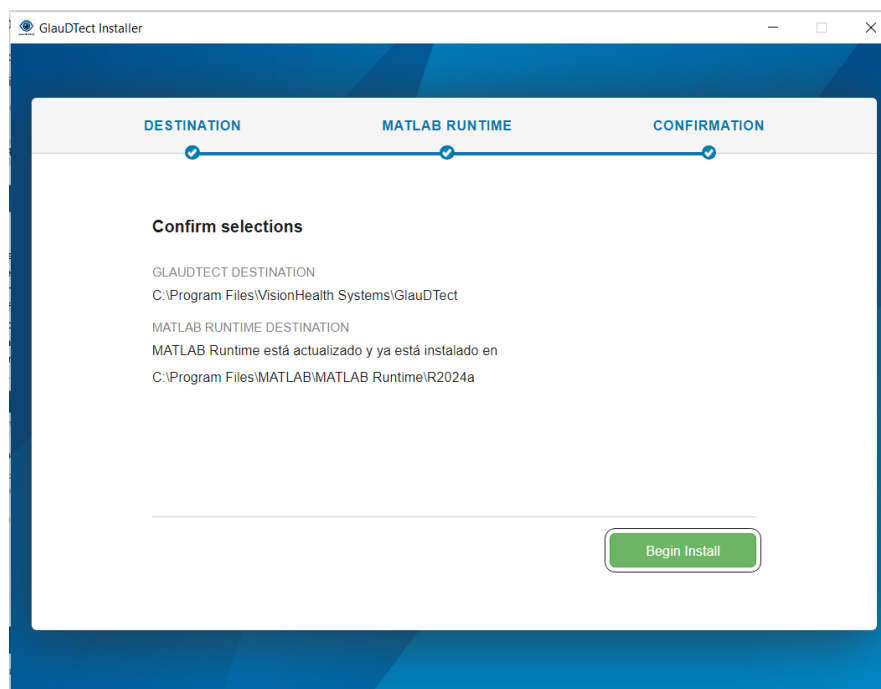 GlauDTect Installer
DESTINATION MATLAB RUNTIME CONFIRMATION
Confirm selections
GLAUDTECT DESTINATION
C:\Program Files\VisionHealth Systems\GlauDTect
MATLAB RUNTIME DESTINATION
MATLAB Runtime está actualizado y ya está instalado en
C:\Program Files\MATLAB\MATLAB Runtime\R2024a
Begin Install